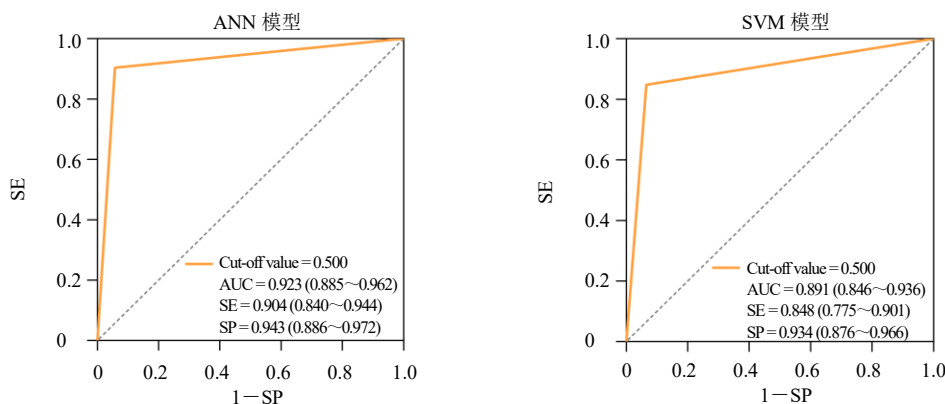 ANN 模型
1.0
0.8
0.6
0.4
0.2
0
SE
Cut-off value = 0.500
AUC = 0.923 (0.885～0.962)
SE = 0.904 (0.840～0.944)
SP = 0.943 (0.886～0.972)
0 0.2 0.4 0.6 0.8 1.0
1－SP
SVM 模型
1.0
0.8
0.6
0.4
0.2
0
SE
Cut-off value = 0.500
AUC = 0.891 (0.846～0.936)
SE = 0.848 (0.775～0.901)
SP = 0.934 (0.876～0.966)
0 0.2 0.4 0.6 0.8 1.0
1－SP